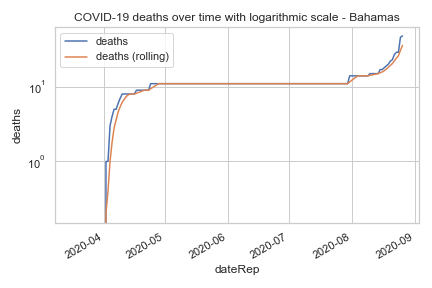 COVID-19 deaths over time with logarithmic scale - Bahamas
deaths
deaths (rolling)
deaths
10¹
10⁰
2020-04
2020-05
2020-06
2020-07
2020-08
2020-09
dateRep